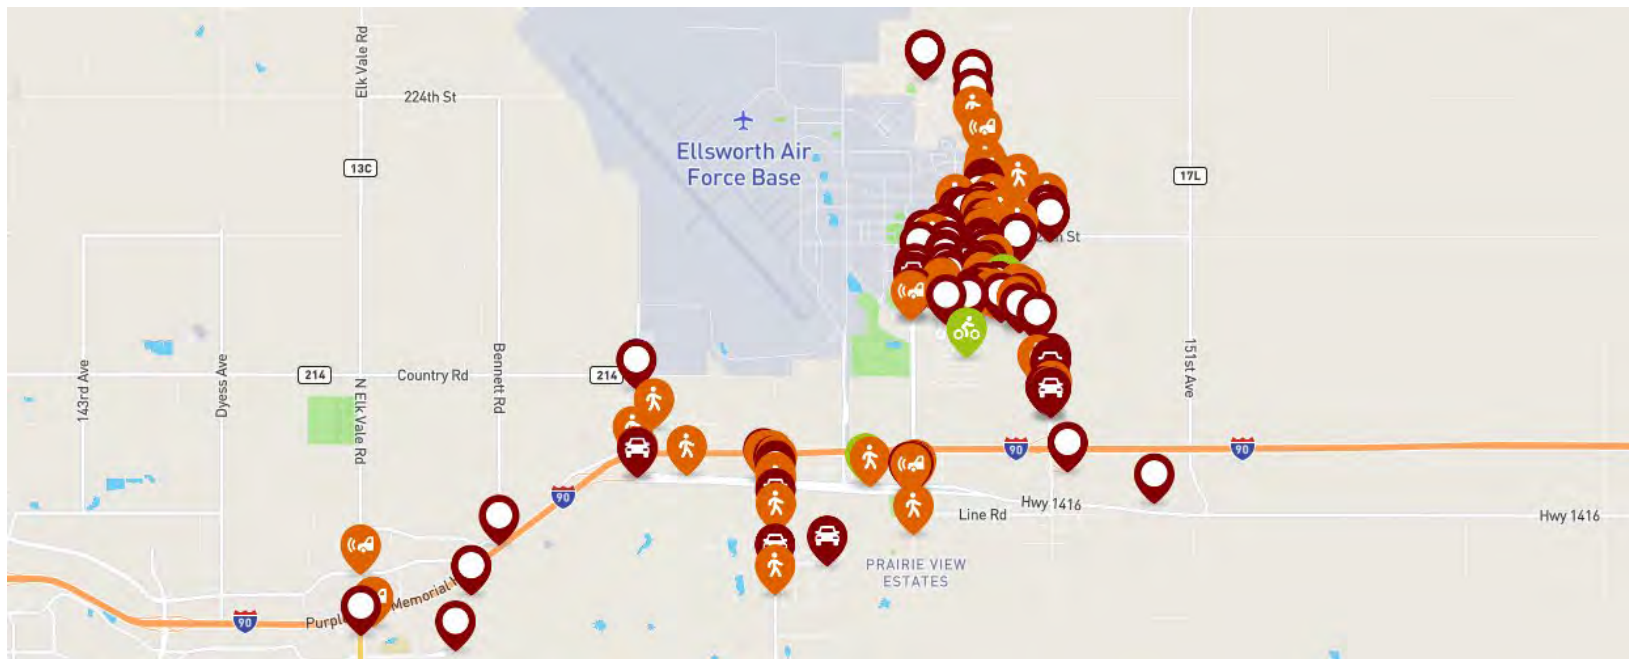 Elk Vale Rd
224th St
13C
Ellsworth Air
Force Base
17L
th St
143rd Ave
Dyess Ave
214
Country Rd
N Elk Vale Rd
Bennett Rd
214
151st Ave
90
90
90
Hwy 1416
Line Rd
Hwy 1416
PRAIRIE VIEW
ESTATES
Memorial
Purpl
90